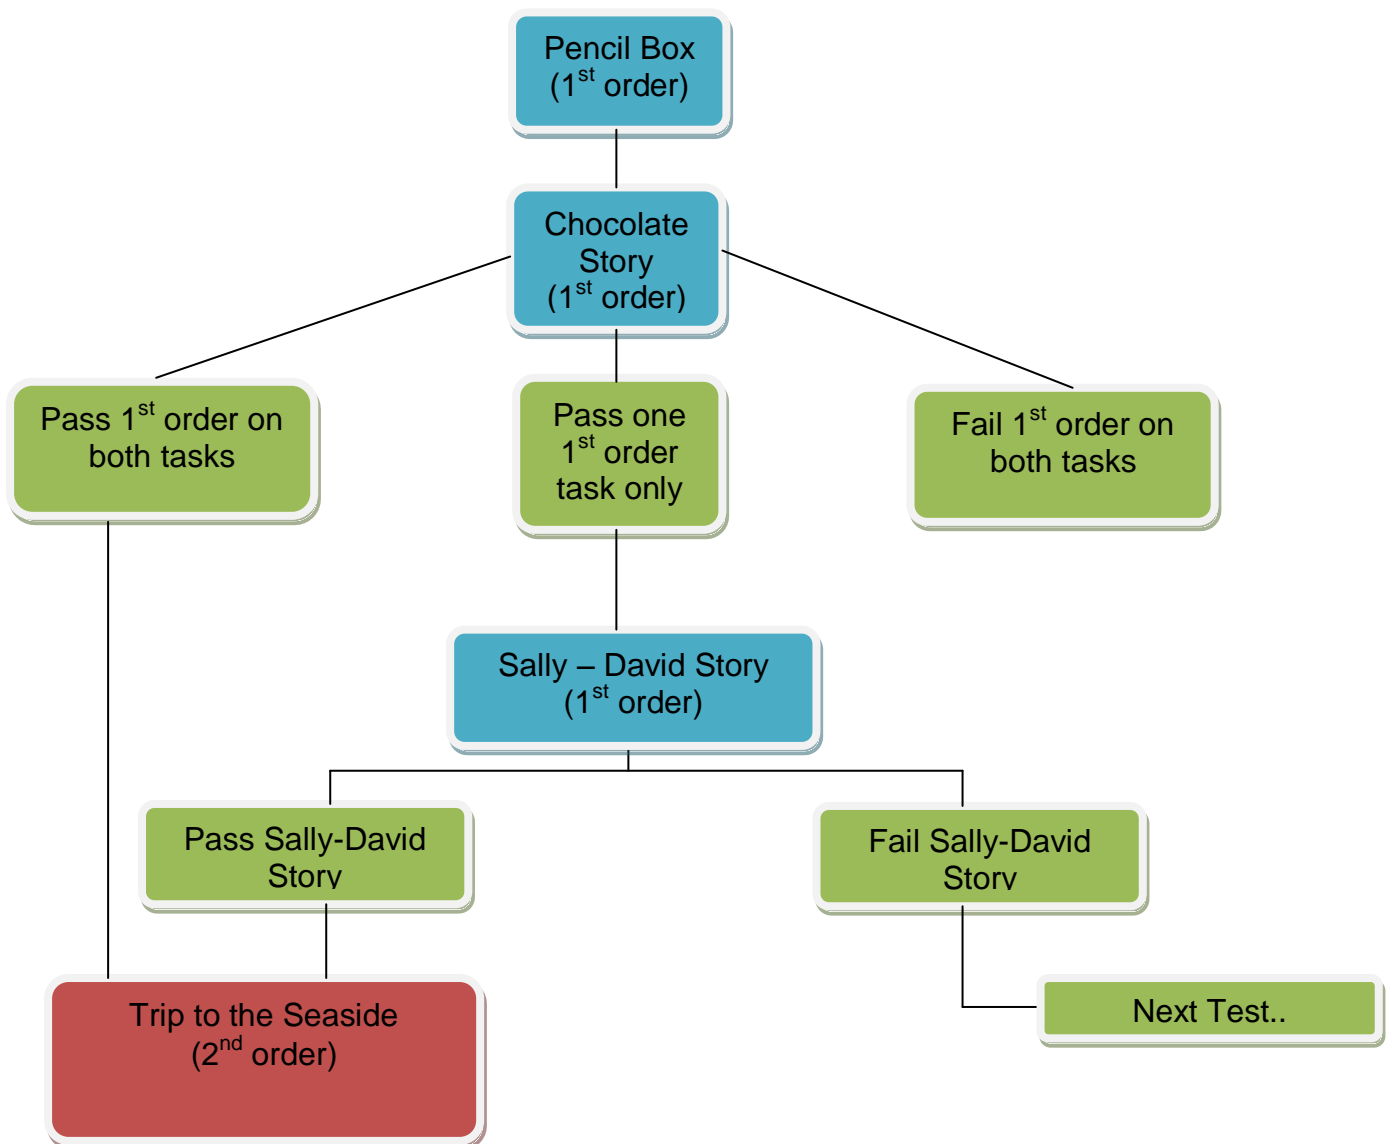 Pencil Box
(1st order)
Chocolate
Story
(1st order)
Pass 1st order on
both tasks
Pass one
1st order
task only
Fail 1st order on
both tasks
Sally – David Story
(1st order)
Pass Sally-David
Story
Fail Sally-David
Story
Trip to the Seaside
(2nd order)
Next Test..